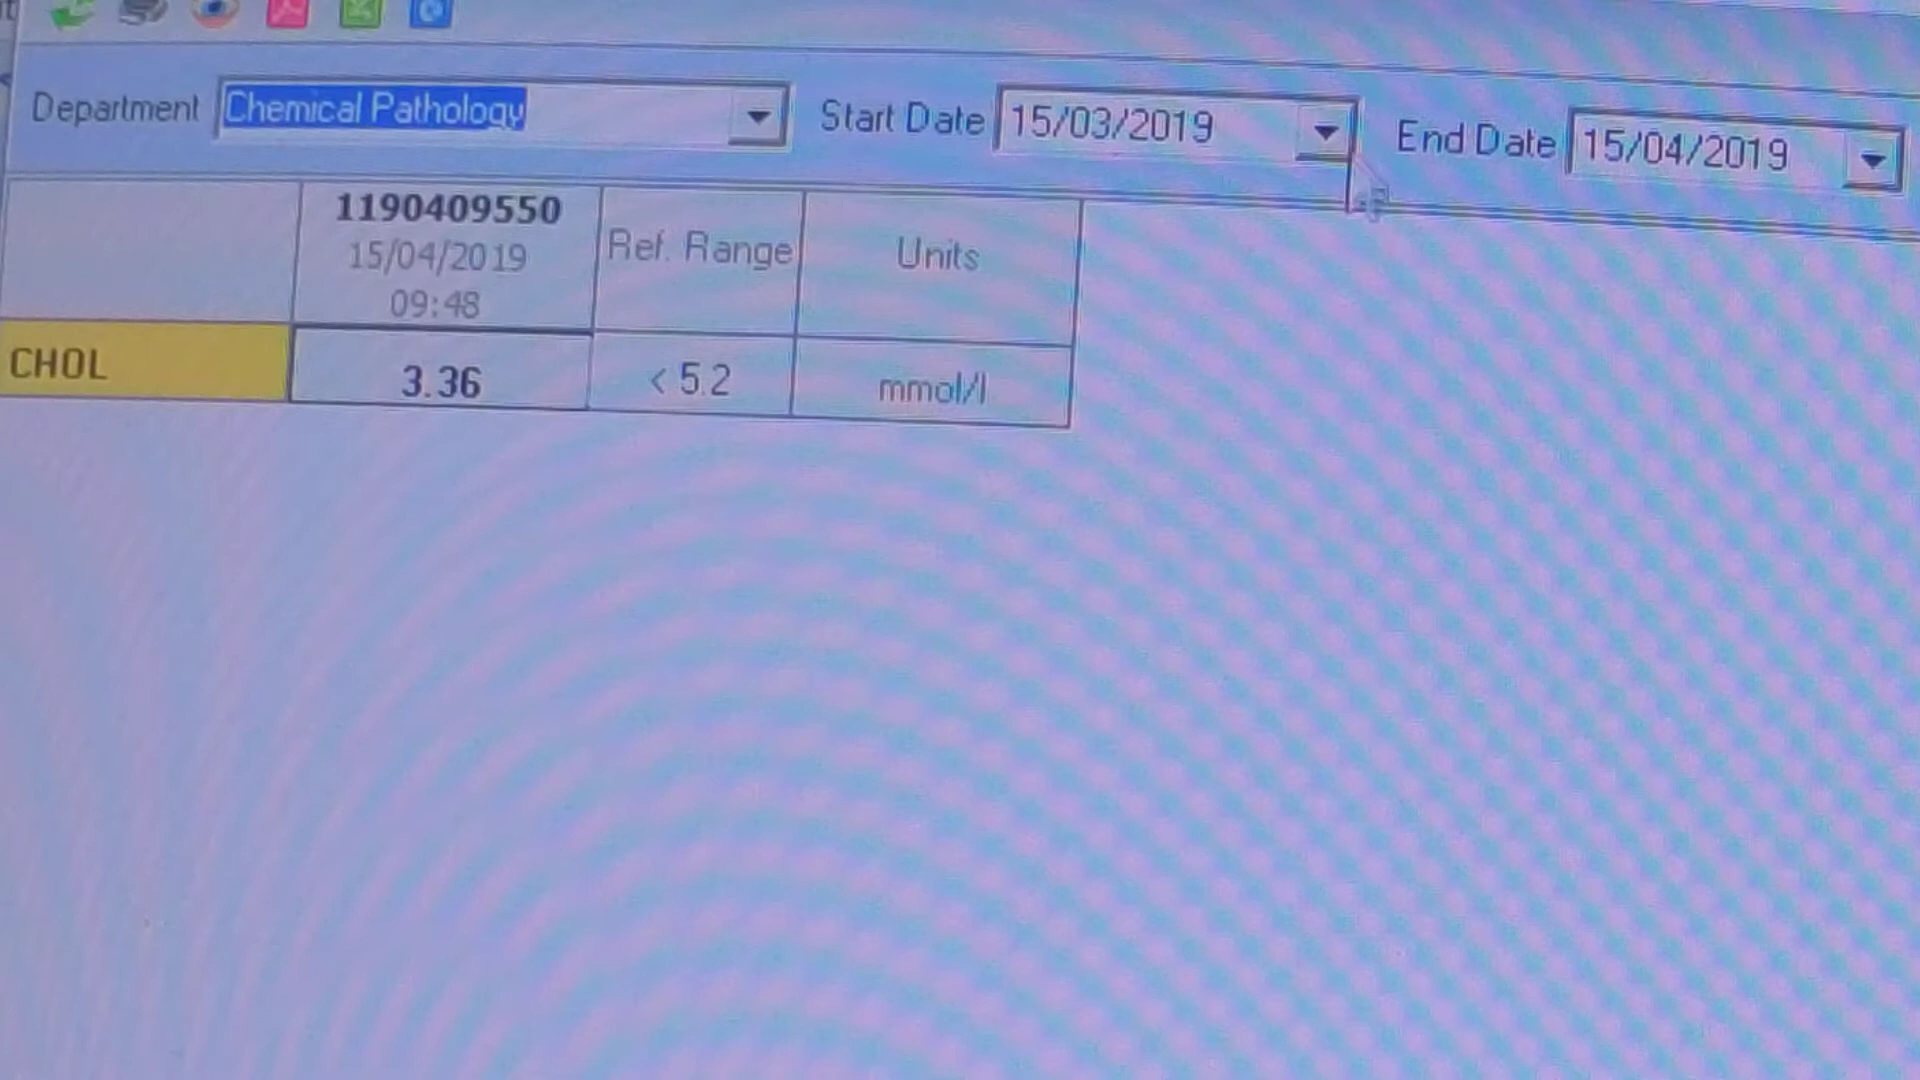 Department Chemical Pathology Start Date 15/03/2019 End Date 15/04/2019
1190409550
15/04/2019
09:48
Ref. Range
Units
CHOL 3.36 < 5.2 mmol/l